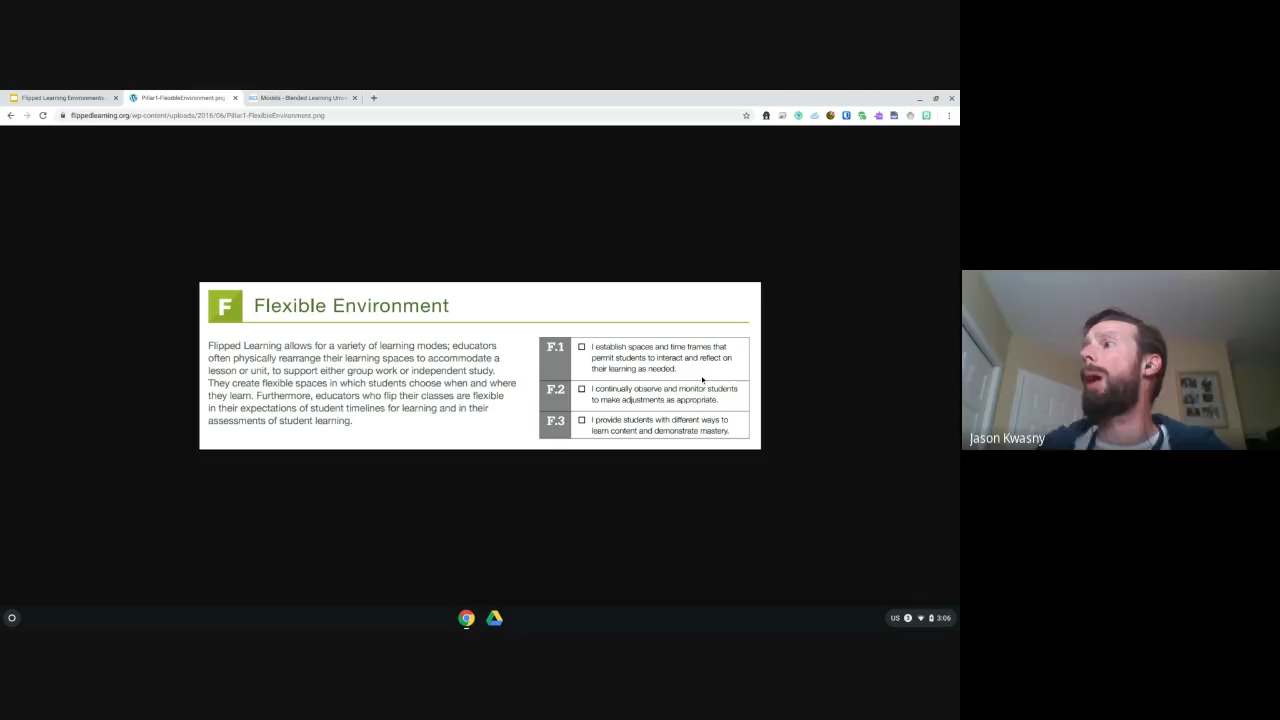 Flipped Learning Environments
Pillar1-FlexibleEnvironment.png
Models - Blended Learning Univ
flippedlearning.org/wp-content/uploads/2016/06/Pillar1-FlexibleEnvironment.png
F
Flexible Environment
Flipped Learning allows for a variety of learning modes; educators
often physically rearrange their learning spaces to accommodate a
lesson or unit, to support either group work or independent study.
They create flexible spaces in which students choose when and where
they learn. Furthermore, educators who flip their classes are flexible
in their expectations of student timelines for learning and in their
assessments of student learning.
F.1
I establish spaces and time frames that
permit students to interact and reflect on
their learning as needed.
F.2
I continually observe and monitor students
to make adjustments as appropriate.
F.3
I provide students with different ways to
learn content and demonstrate mastery.
Jason Kwasny
US
3:06